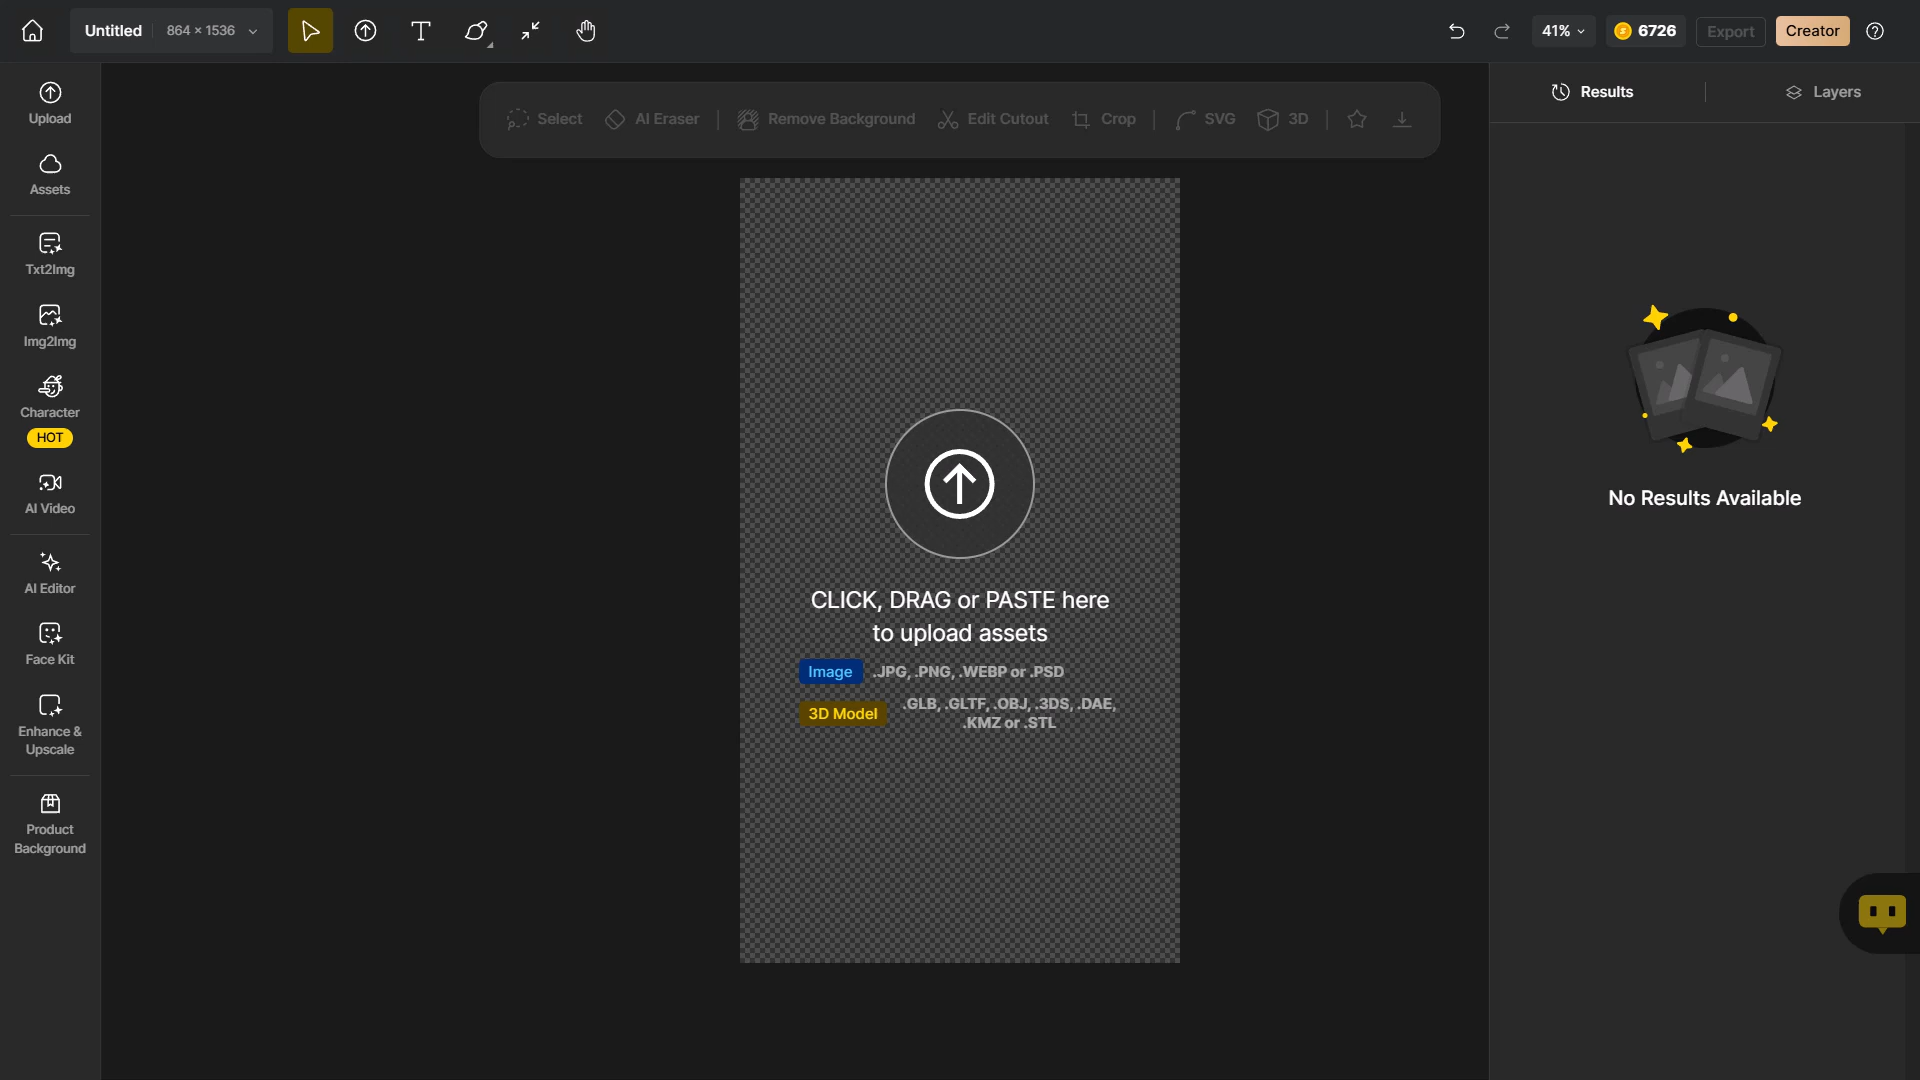 Untitled 864 × 1536
41% 6726 Export Creator
Upload
Assets
Txt2Img
Img2Img
Character
HOT
AI Video
AI Editor
Face Kit
Enhance &
Upscale
Product
Background
Select AI Eraser Remove Background Edit Cutout Crop SVG 3D
CLICK, DRAG or PASTE here
to upload assets
Image .JPG, .PNG, .WEBP or .PSD
3D Model .GLB, .GLTF, .OBJ, .3DS, .DAE,
.KMZ or .STL
Results Layers
No Results Available